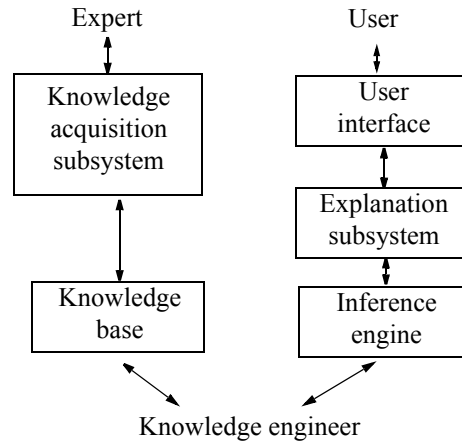 Expert
Knowledge
acquisition
subsystem
Knowledge
base
User
User
interface
Explanation
subsystem
Inference
engine
Knowledge engineer